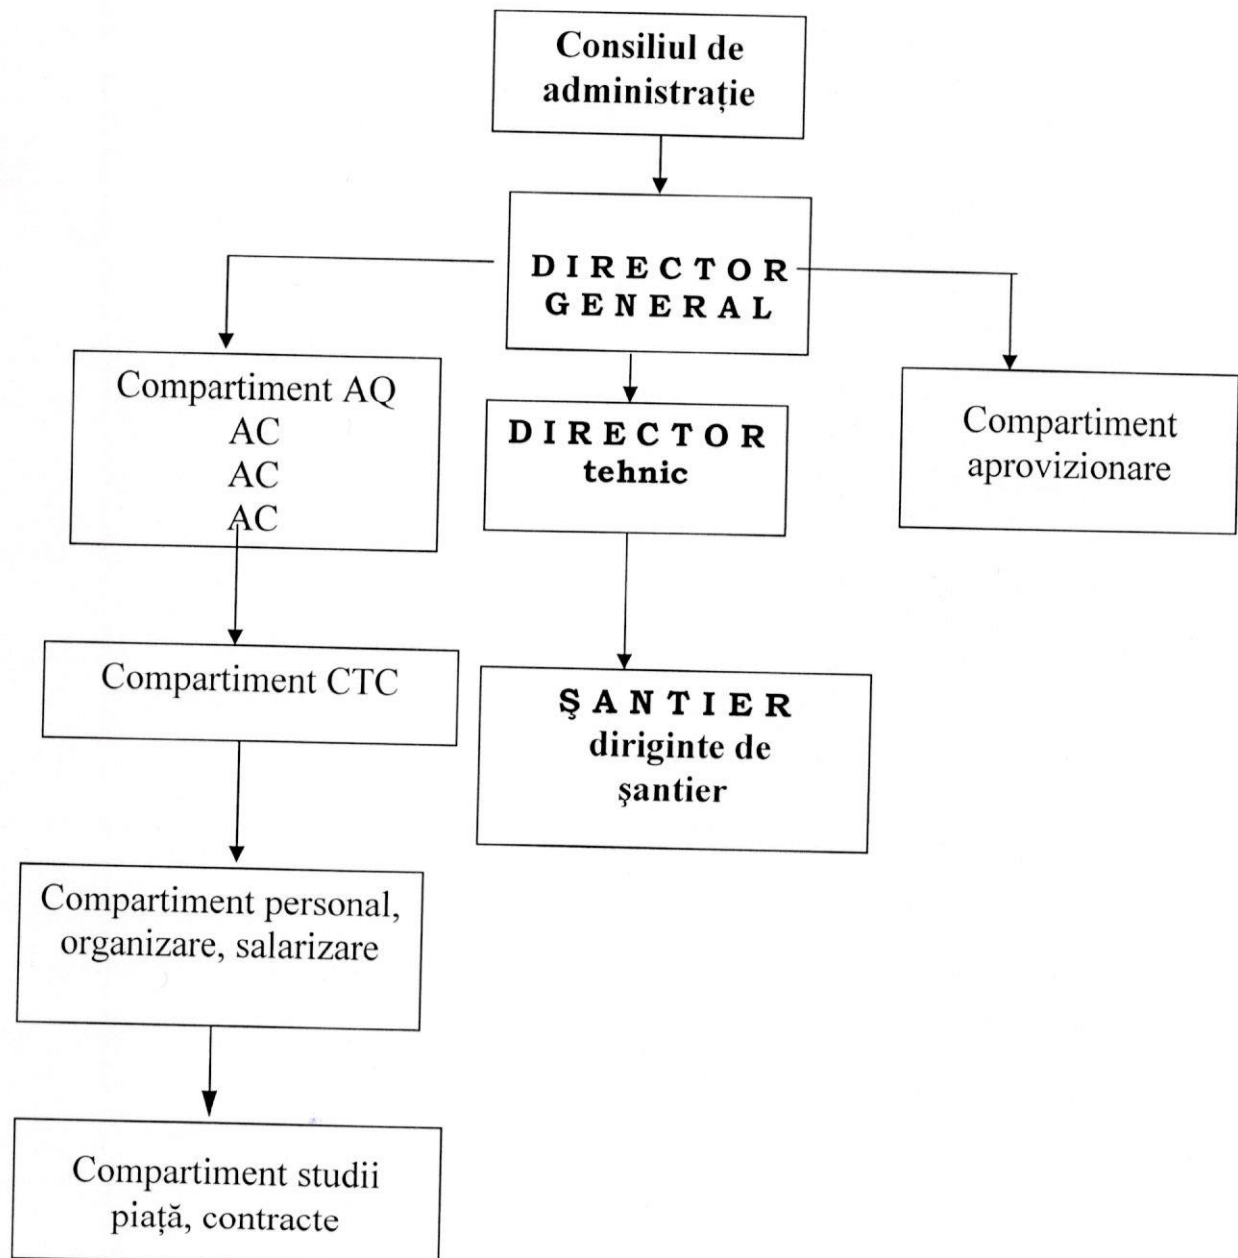 Consiliul de
administrație
D I R E C T O R
G E N E R A L
Compartiment AQ
AC
AC
AC
D I R E C T O R
tehnic
Compartiment
aprovizionare
Compartiment CTC
Ş A N T I E R
diriginte de
şantier
Compartiment personal,
organizare, salarizare
Compartiment studii
piață, contracte